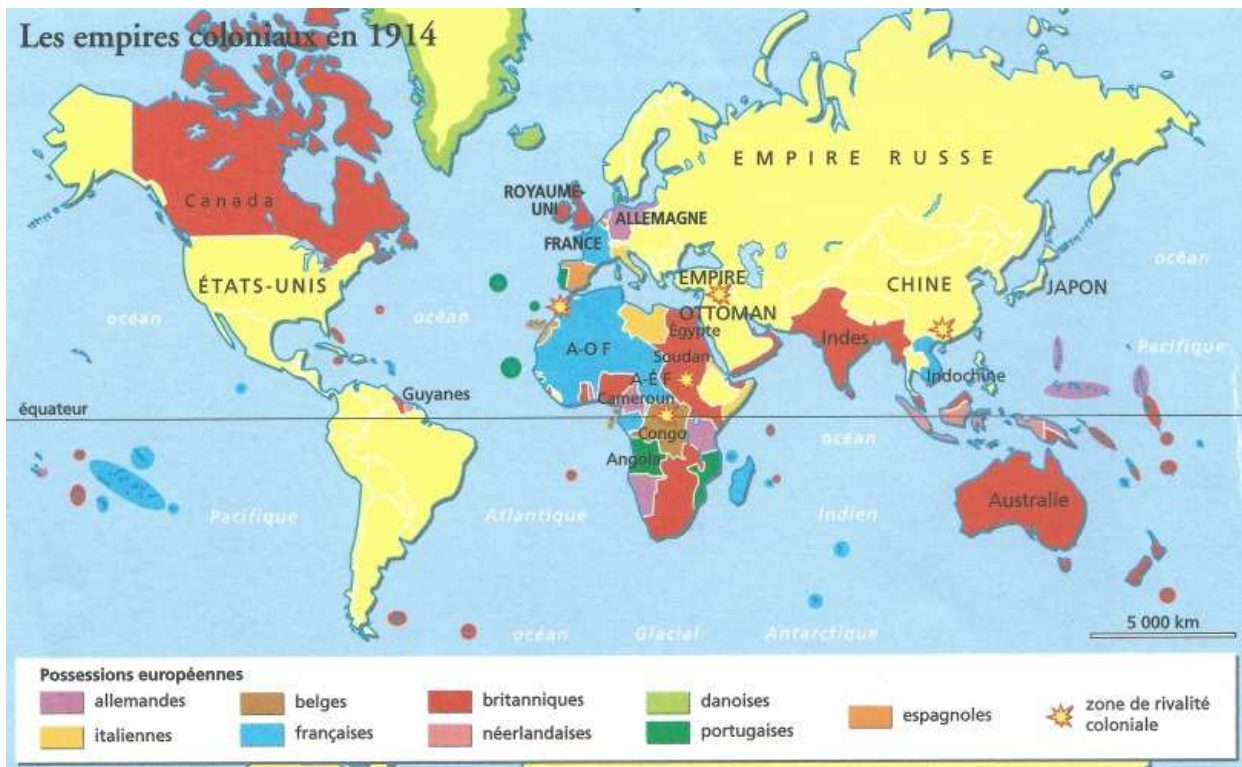 Les empires coloniaux en 1914
Canada
ÉTATS-UNIS
ROYAUME-
UNI
FRANCE
ALLEMAGNE
EMPIRE RUSSE
EMPIRE
OTTOMAN
CHINE
JAPON
océan
Pacifique
océan
océan
A-O F
Égypte
Soudan
A-É F
Cameroun
Congo
Angola
Indes
Indochine
Guyanes
équateur
océan
Indien
Pacifique
Atlantique
Australie
océan Glacial Antarctique
5 000 km
Possessions européennes
allemandes
belges
britanniques
danoises
espagnoles
zone de rivalité
coloniale
italiennes
françaises
néerlandaises
portugaises